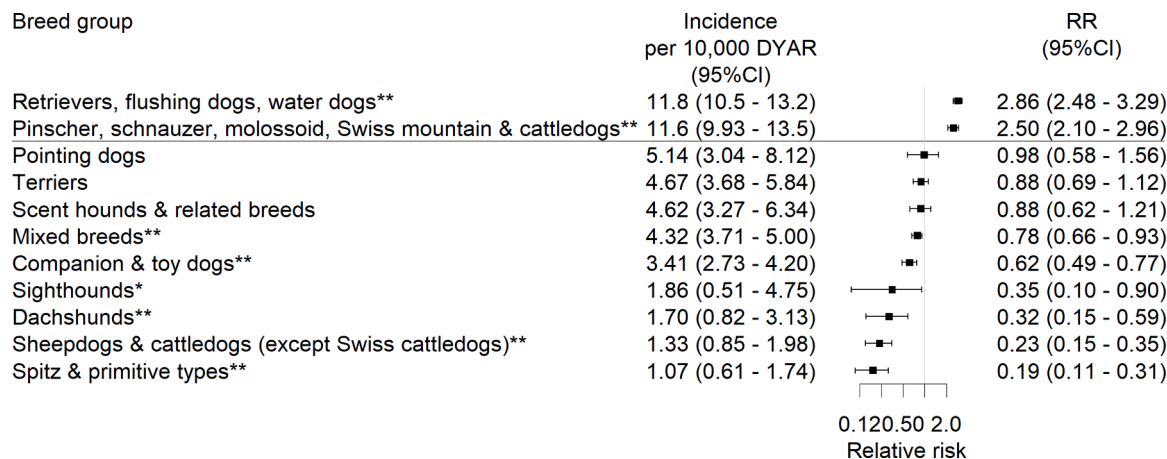 Breed group Incidence RR
per 10,000 DYAR (95%CI)
(95%CI)
Retrievers, flushing dogs, water dogs** 11.8 (10.5 - 13.2) 2.86 (2.48 - 3.29)
Pinscher, schnauzer, molossoid, Swiss mountain & cattledogs** 11.6 (9.93 - 13.5) 2.50 (2.10 - 2.96)
Pointing dogs 5.14 (3.04 - 8.12) 0.98 (0.58 - 1.56)
Terriers 4.67 (3.68 - 5.84) 0.88 (0.69 - 1.12)
Scent hounds & related breeds 4.62 (3.27 - 6.34) 0.88 (0.62 - 1.21)
Mixed breeds** 4.32 (3.71 - 5.00) 0.78 (0.66 - 0.93)
Companion & toy dogs** 3.41 (2.73 - 4.20) 0.62 (0.49 - 0.77)
Sighthounds* 1.86 (0.51 - 4.75) 0.35 (0.10 - 0.90)
Dachshunds** 1.70 (0.82 - 3.13) 0.32 (0.15 - 0.59)
Sheepdogs & cattledogs (except Swiss cattledogs)** 1.33 (0.85 - 1.98) 0.23 (0.15 - 0.35)
Spitz & primitive types** 1.07 (0.61 - 1.74) 0.19 (0.11 - 0.31)
0.12 0.50 2.0
Relative risk